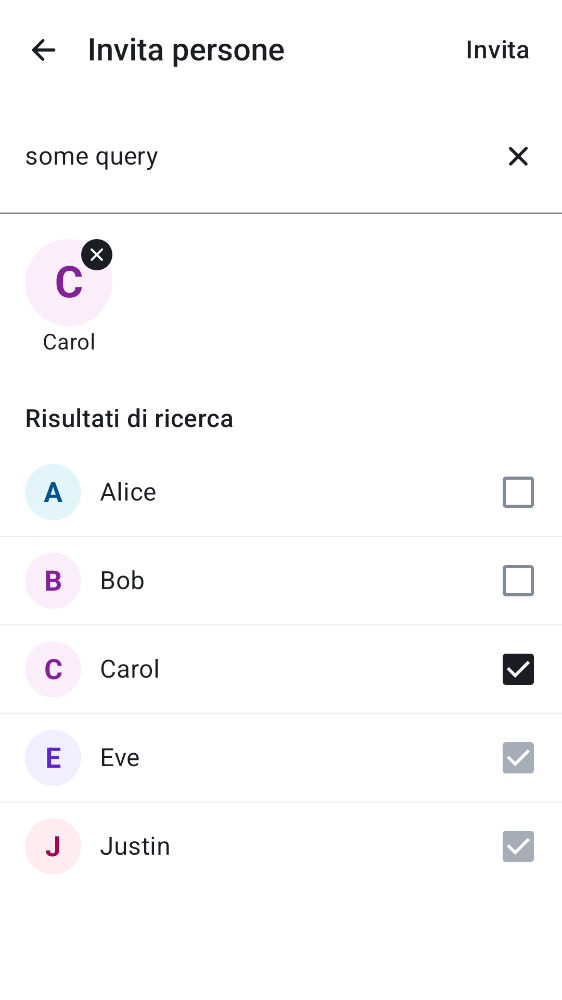 Invita persone Invita
some query
C
Carol
Risultati di ricerca
A Alice
B Bob
C Carol
E Eve
J Justin